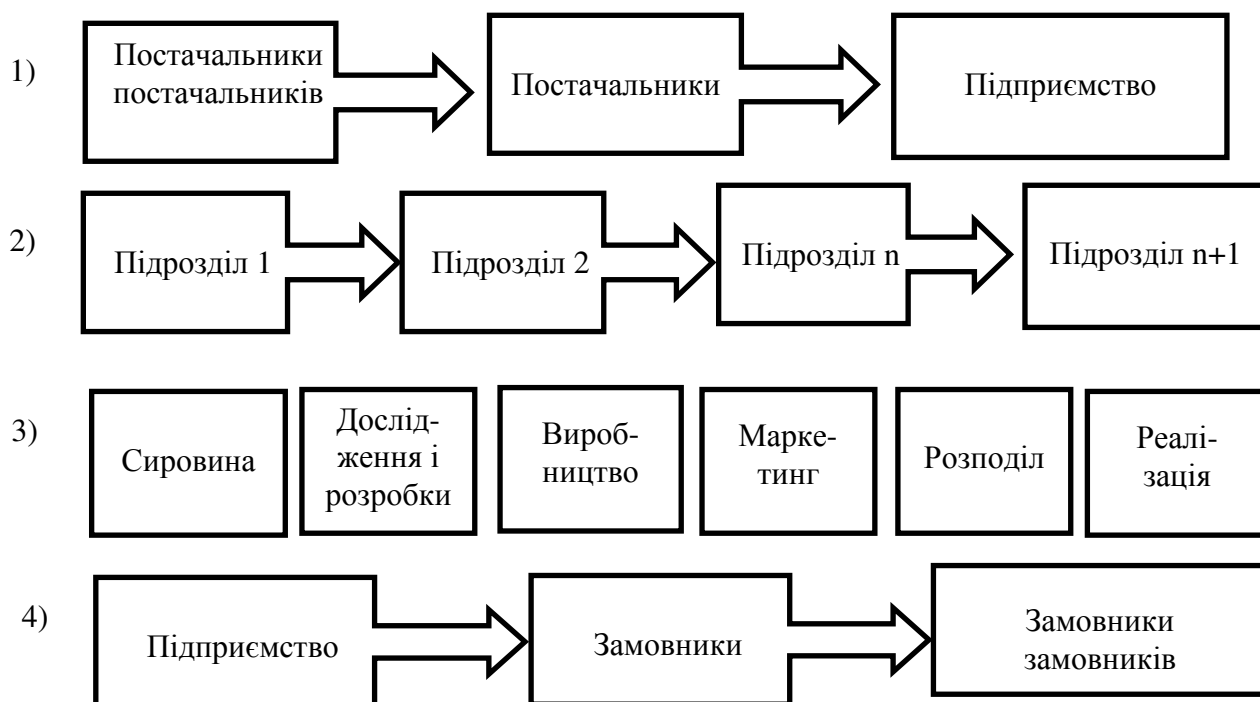 1)
Постачальники
постачальників
Постачальники
Підприємство
2)
Підрозділ 1
Підрозділ 2
Підрозділ n
Підрозділ n+1
3)
Сировина
Дослід-
ження і
розробки
Вироб-
ництво
Марке-
тинг
Розподіл
Реалі-
зація
4)
Підприємство
Замовники
Замовники
замовників